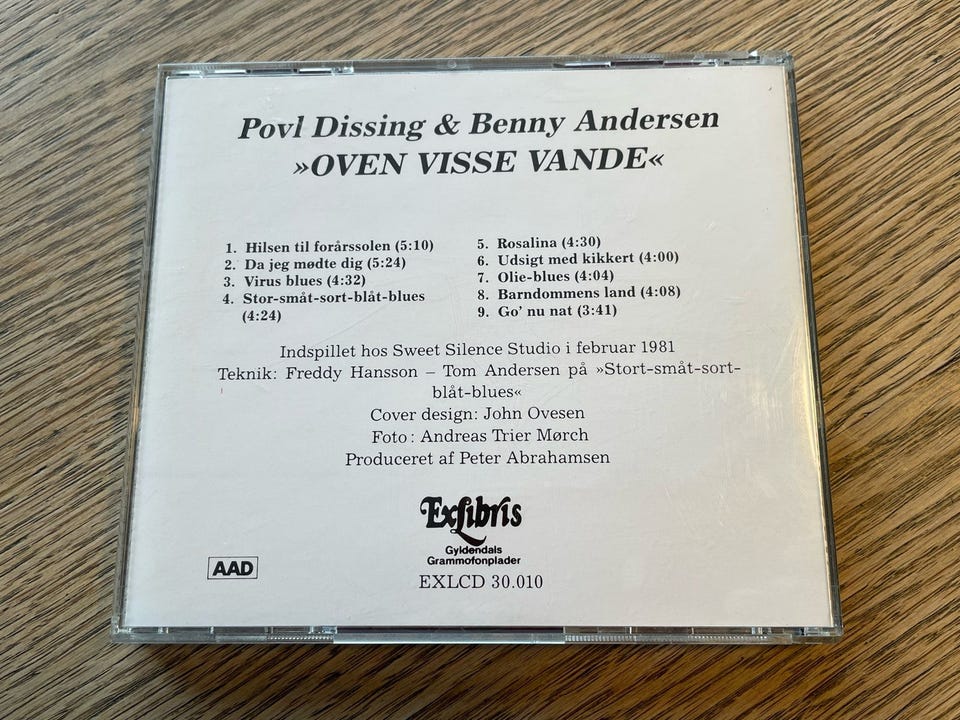 Povl Dissing & Benny Andersen
»OVEN VISSE VANDE«
1. Hilsen til forårssolen (5:10)
2. Da jeg mødte dig (5:24)
3. Virus blues (4:32)
4. Stor-småt-sort-blåt-blues
(4:24)
5. Rosalina (4:30)
6. Udsigt med kikkert (4:00)
7. Olie-blues (4:04)
8. Barndommens land (4:08)
9. Go' nu nat (3:41)
Indspillet hos Sweet Silence Studio i februar 1981
Teknik: Freddy Hansson – Tom Andersen på »Stort-småt-sort-
blåt-blues«
Cover design: John Ovesen
Foto: Andreas Trier Mørch
Produceret af Peter Abrahamsen
ExLibris
Gyldendals
Grammofonplader
EXLCD 30.010
AAD